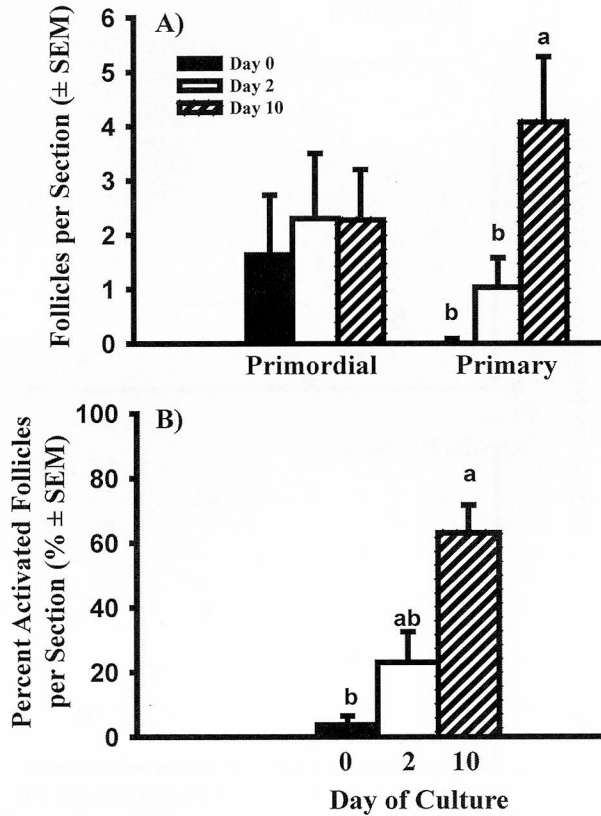 A)
Follicles per Section (± SEM)
6
5
4
3
2
1
0
Day 0
Day 2
Day 10
b
b
a
Primordial Primary
B)
Percent Activated Follicles
per Section (% ± SEM)
100
80
60
40
20
0
b
ab
a
0 2 10
Day of Culture